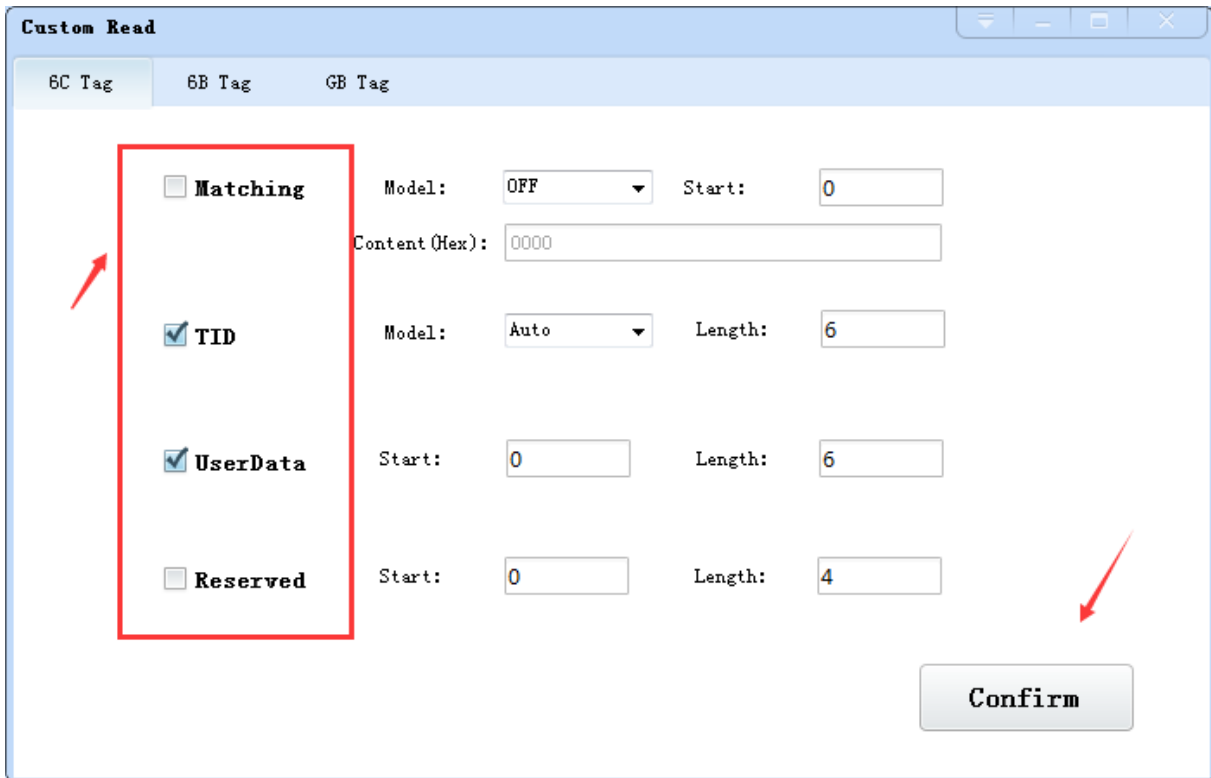 Custom Read
6C Tag 6B Tag GB Tag
Matching Model: OFF Start: 0
Content(Hex): 0000
TID Model: Auto Length: 6
UserData Start: 0 Length: 6
Reserved Start: 0 Length: 4
Confirm